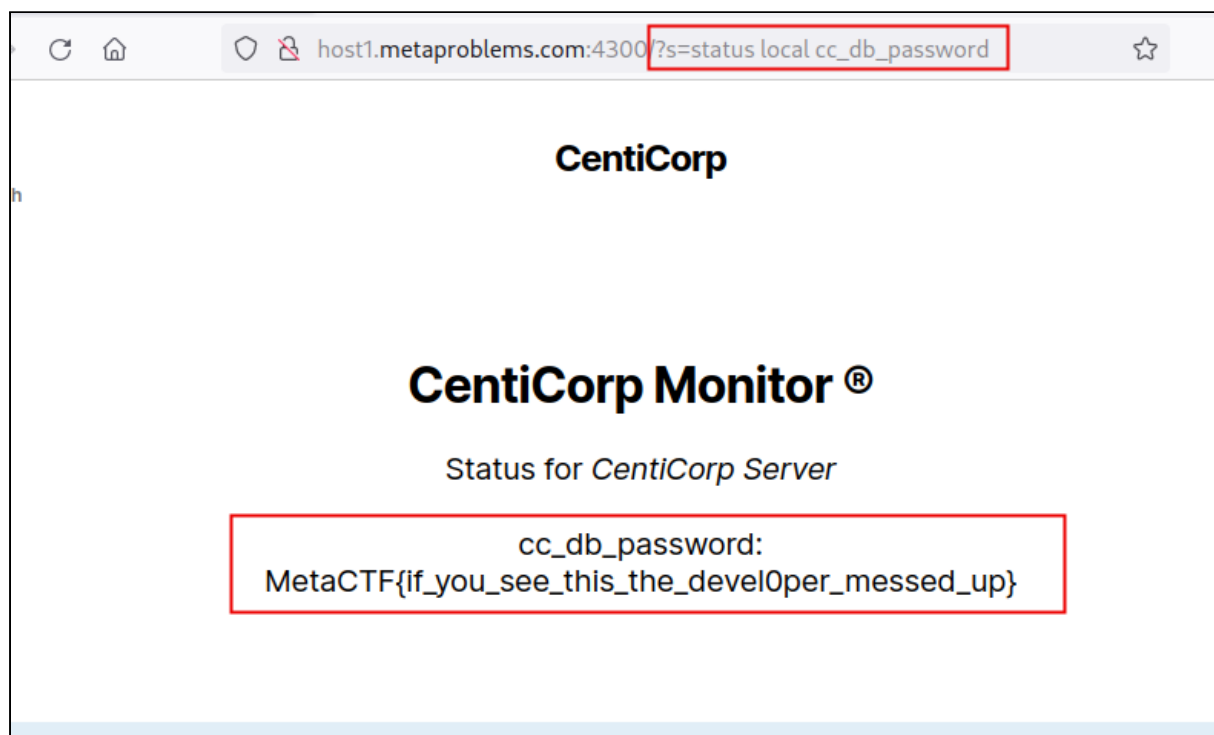 host1.metaproblems.com:4300/?s=status local cc_db_password
CentiCorp
h
CentiCorp Monitor ®
Status for CentiCorp Server
cc_db_password:
MetaCTF{if_you_see_this_the_devel0per_messed_up}